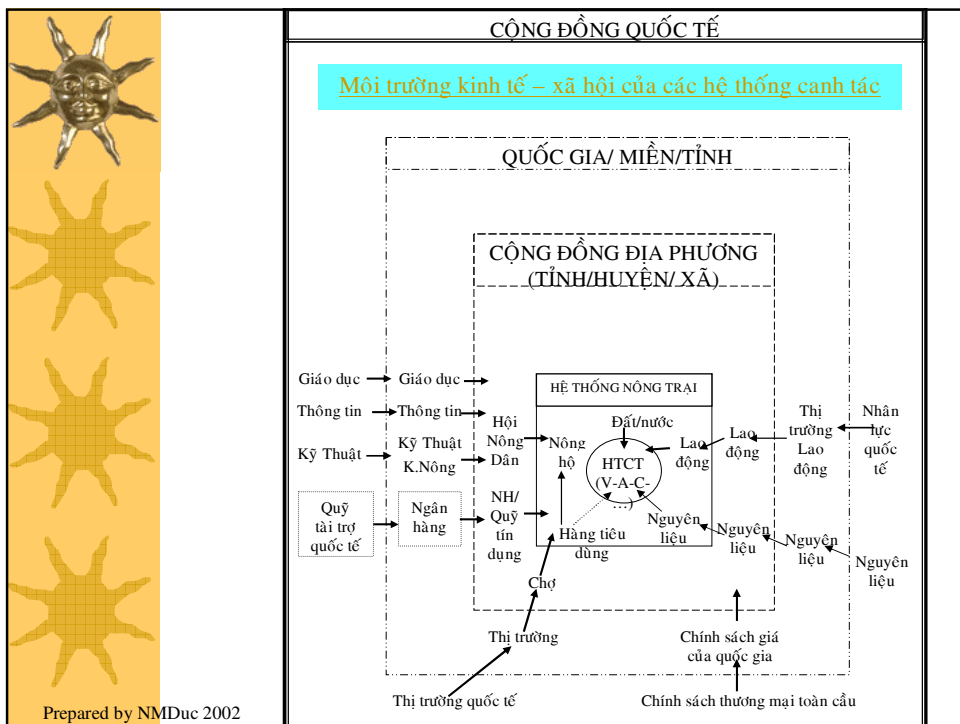 CỘNG ĐỒNG QUỐC TẾ
Môi trường kinh tế – xã hội của các hệ thống canh tác
QUỐC GIA/ MIỀN/TỈNH
CỘNG ĐỒNG ĐỊA PHƯƠNG
(TỈNH/HUYỆN/ XÃ)
HỆ THỐNG NÔNG TRẠI
Giáo dục
Giáo dục
Thông tin
Thông tin
Kỹ Thuật
Kỹ Thuật
K.Nông
Hội
Nông
Dân
Nông
hộ
Đất/nước
HTCT
(V-A-C-
...)
Lao
động
Lao
động
Thị
trường
Lao
động
Nhân
lực
quốc
tế
Quỹ
tài trợ
quốc tế
Ngân
hàng
NH/
Quỹ
tín
dụng
Hàng tiêu
dùng
Nguyên
liệu
Nguyên
liệu
Nguyên
liệu
Nguyên
liệu
Chợ
Thị trường
Chính sách giá
của quốc gia
Thị trường quốc tế
Chính sách thương mại toàn cầu
Prepared by NMDuc 2002